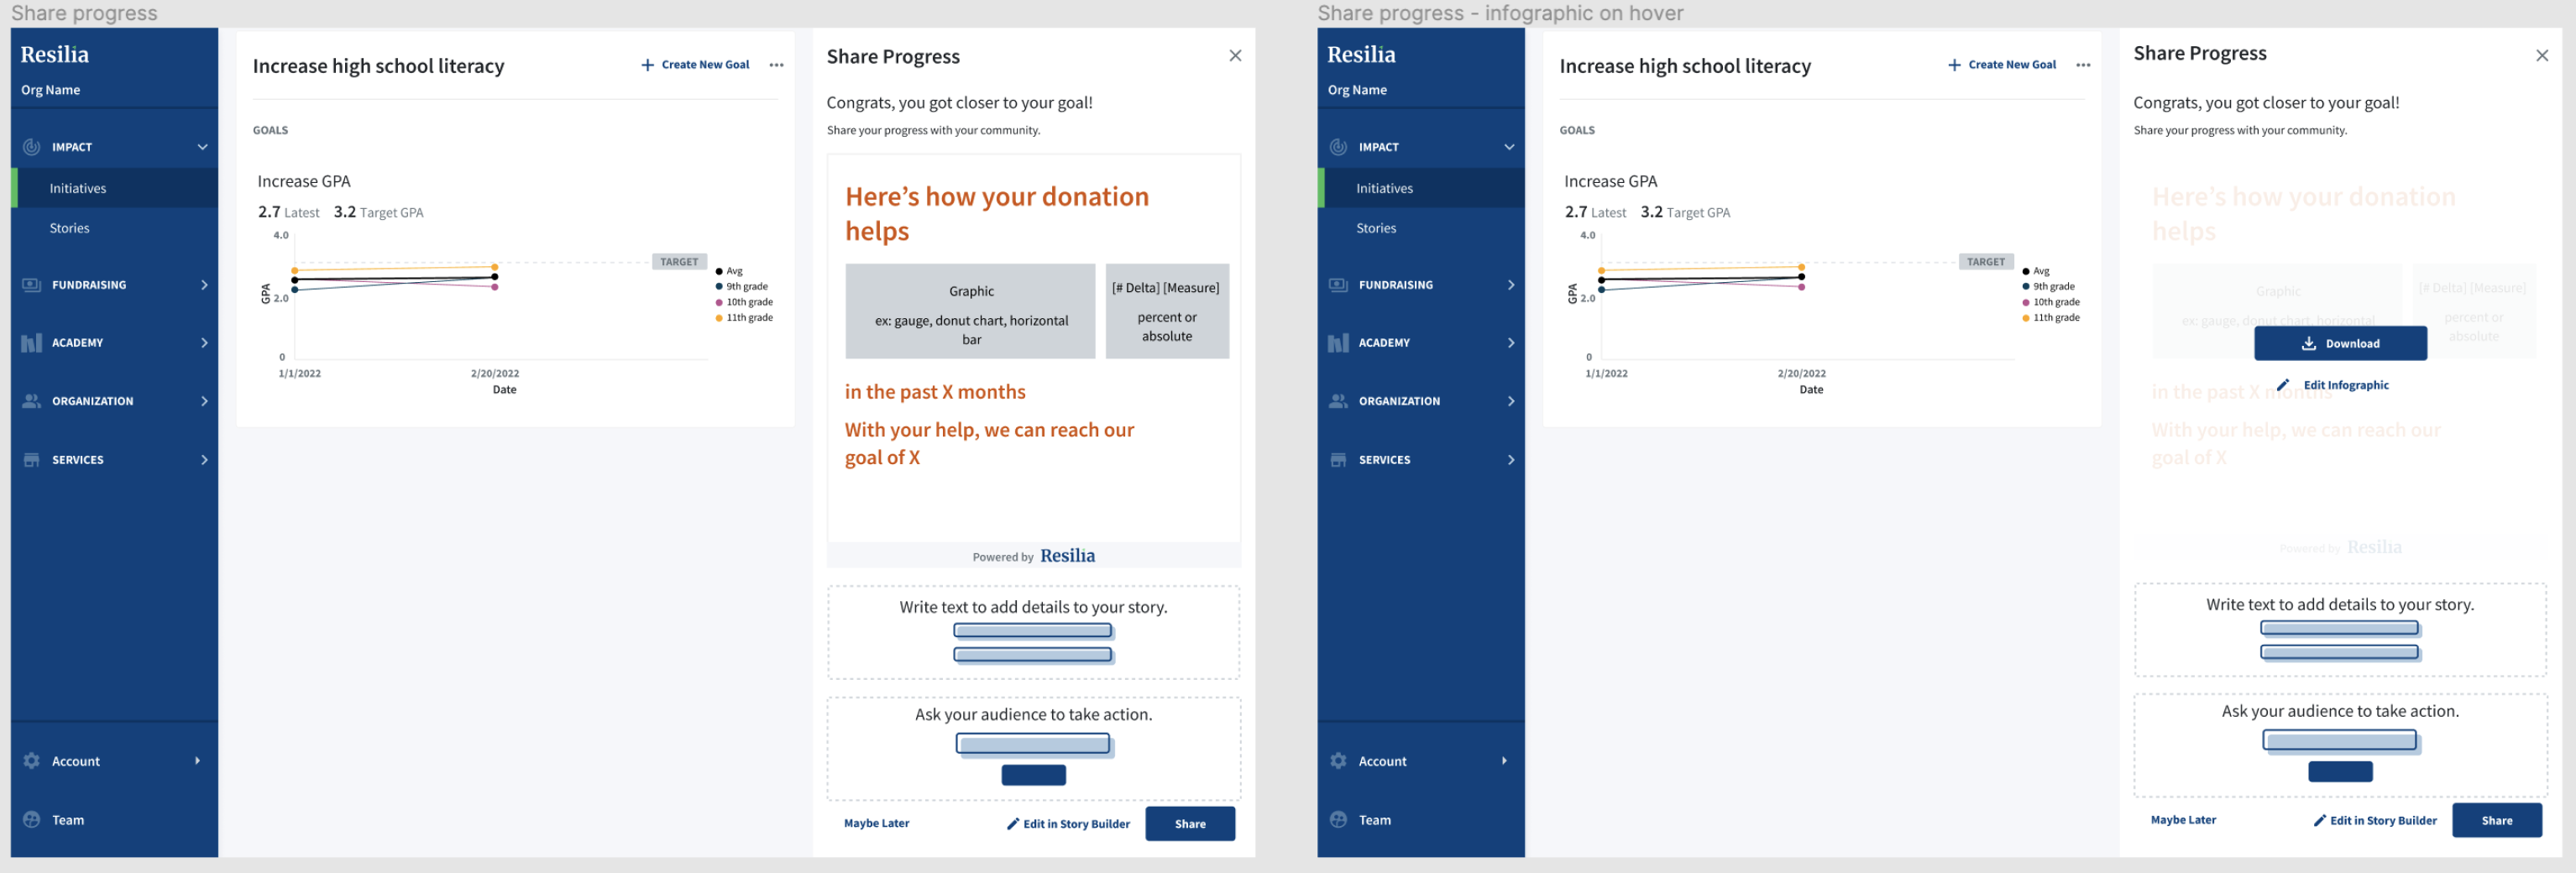 Share progress
Resilia
Org Name
IMPACT
Initiatives
Stories
FUNDRAISING
ACADEMY
ORGANIZATION
SERVICES
Account
Team
Increase high school literacy
+ Create New Goal
GOALS
Increase GPA
2.7 Latest 3.2 Target GPA
4.0
TARGET
GPA
2.0
0
1/1/2022
2/20/2022
Date
Avg
9th grade
10th grade
11th grade
Share Progress
Congrats, you got closer to your goal!
Share your progress with your community.
Here’s how your donation
helps
Graphic
ex: gauge, donut chart, horizontal
bar
[# Delta] [Measure]
percent or
absolute
in the past X months
With your help, we can reach our
goal of X
Powered by Resilia
Write text to add details to your story.
Ask your audience to take action.
Maybe Later
Edit in Story Builder
Share
Share progress - infographic on hover
Resilia
Org Name
IMPACT
Initiatives
Stories
FUNDRAISING
ACADEMY
ORGANIZATION
SERVICES
Account
Team
Increase high school literacy
+ Create New Goal
GOALS
Increase GPA
2.7 Latest 3.2 Target GPA
4.0
TARGET
GPA
2.0
0
1/1/2022
2/20/2022
Date
Avg
9th grade
10th grade
11th grade
Share Progress
Congrats, you got closer to your goal!
Share your progress with your community.
Here’s how your donation
helps
Graphic
ex: gauge, donut chart, horizontal
[# Delta] [Measure]
percent or
absolute
Download
Edit Infographic
in the past X months
With your help, we can reach our
goal of X
Powered by Resilia
Write text to add details to your story.
Ask your audience to take action.
Maybe Later
Edit in Story Builder
Share